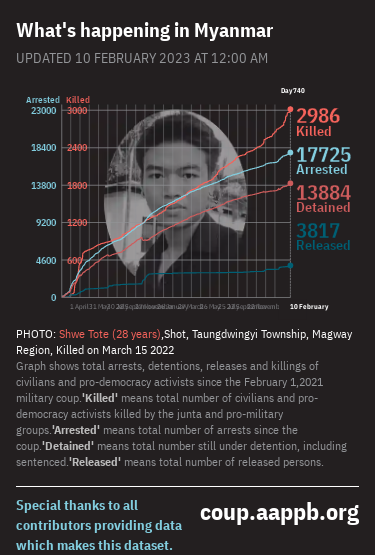 What's happening in Myanmar
UPDATED 10 FEBRUARY 2023 AT 12:00 AM
Day740
Arrested Killed
23000 3000
18400 2400
13800 1800
9200 1200
4600 600
0
2986
Killed
17725
Arrested
13884
Detained
3817
Released
10 February
PHOTO: Shwe Tote (28 years),Shot, Taungdwingyi Township, Magway
Region, Killed on March 15 2022
Graph shows total arrests, detentions, releases and killings of
civilians and pro-democracy activists since the February 1,2021
military coup.'Killed' means total number of civilians and pro-
democracy activists killed by the junta and pro-military
groups.'Arrested' means total number of arrests since the
coup.'Detained' means total number still under detention, including
sentenced.'Released' means total number of released persons.
Special thanks to all
contributors providing data
which makes this dataset.
coup.aappb.org